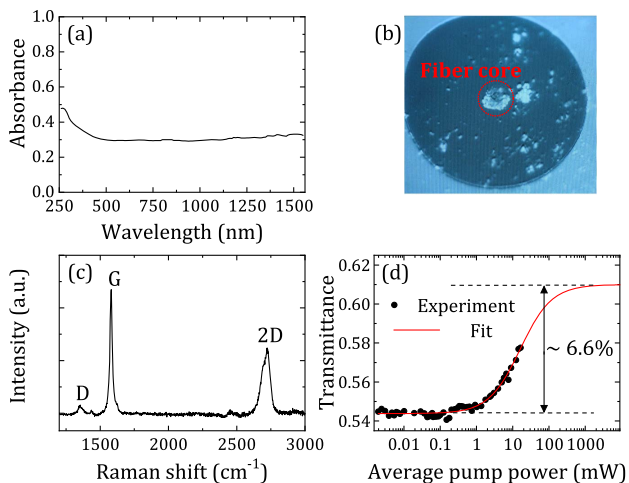 (a)
1.0
0.8
0.6
0.4
0.2
0.0
Absorbance
250 500 750 1000 1250 1500
Wavelength (nm)
(b)
Fiber core
(c)
G
2D
D
Intensity (a.u.)
1500 2000 2500 3000
Raman shift (cm⁻¹)
(d)
0.62
0.60
0.58
0.56
0.54
Transmittance
Experiment
Fit
~ 6.6%
0.01 0.1 1 10 100 1000
Average pump power (mW)